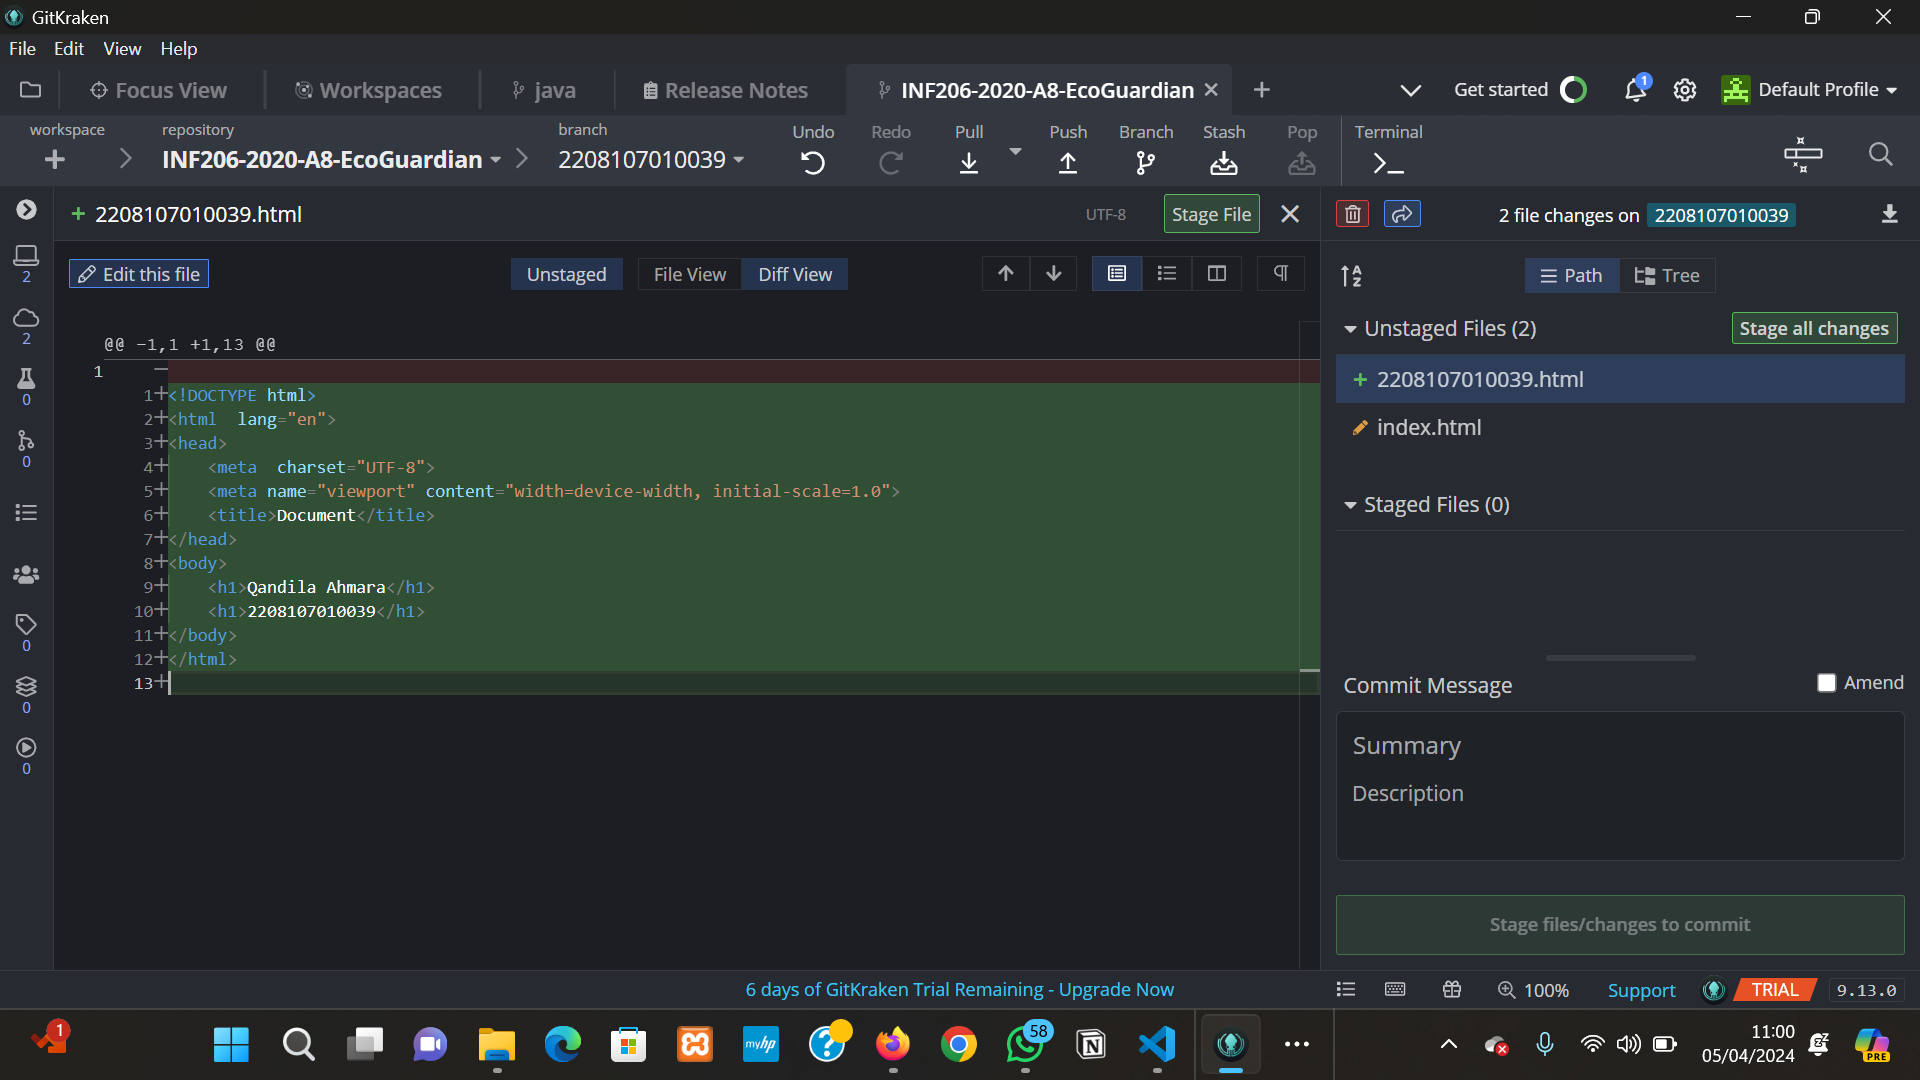 GitKraken
File Edit View Help
Focus View Workspaces java Release Notes INF206-2020-A8-EcoGuardian Get started 1 Default Profile
workspace repository branch Undo Redo Pull Push Branch Stash Pop Terminal
INF206-2020-A8-EcoGuardian 2208107010039
+ 2208107010039.html UTF-8 Stage File 2 file changes on 2208107010039
Edit this file Unstaged File View Diff View Path Tree
2
2
0
0
0
0
0
@@ -1,1 +1,13 @@
1 -
1+<!DOCTYPE html>
2+<html  lang="en">
3+<head>
4+    <meta  charset="UTF-8">
5+    <meta name="viewport" content="width=device-width, initial-scale=1.0">
6+    <title>Document</title>
7+</head>
8+<body>
9+    <h1>Qandila Ahmara</h1>
10+    <h1>2208107010039</h1>
11+</body>
12+</html>
13+
Unstaged Files (2) Stage all changes
+ 2208107010039.html
index.html
Staged Files (0)
Commit Message Amend
Summary
Description
Stage files/changes to commit
6 days of GitKraken Trial Remaining - Upgrade Now 100% Support TRIAL 9.13.0
1 myhp 58 11:00 PRE
05/04/2024